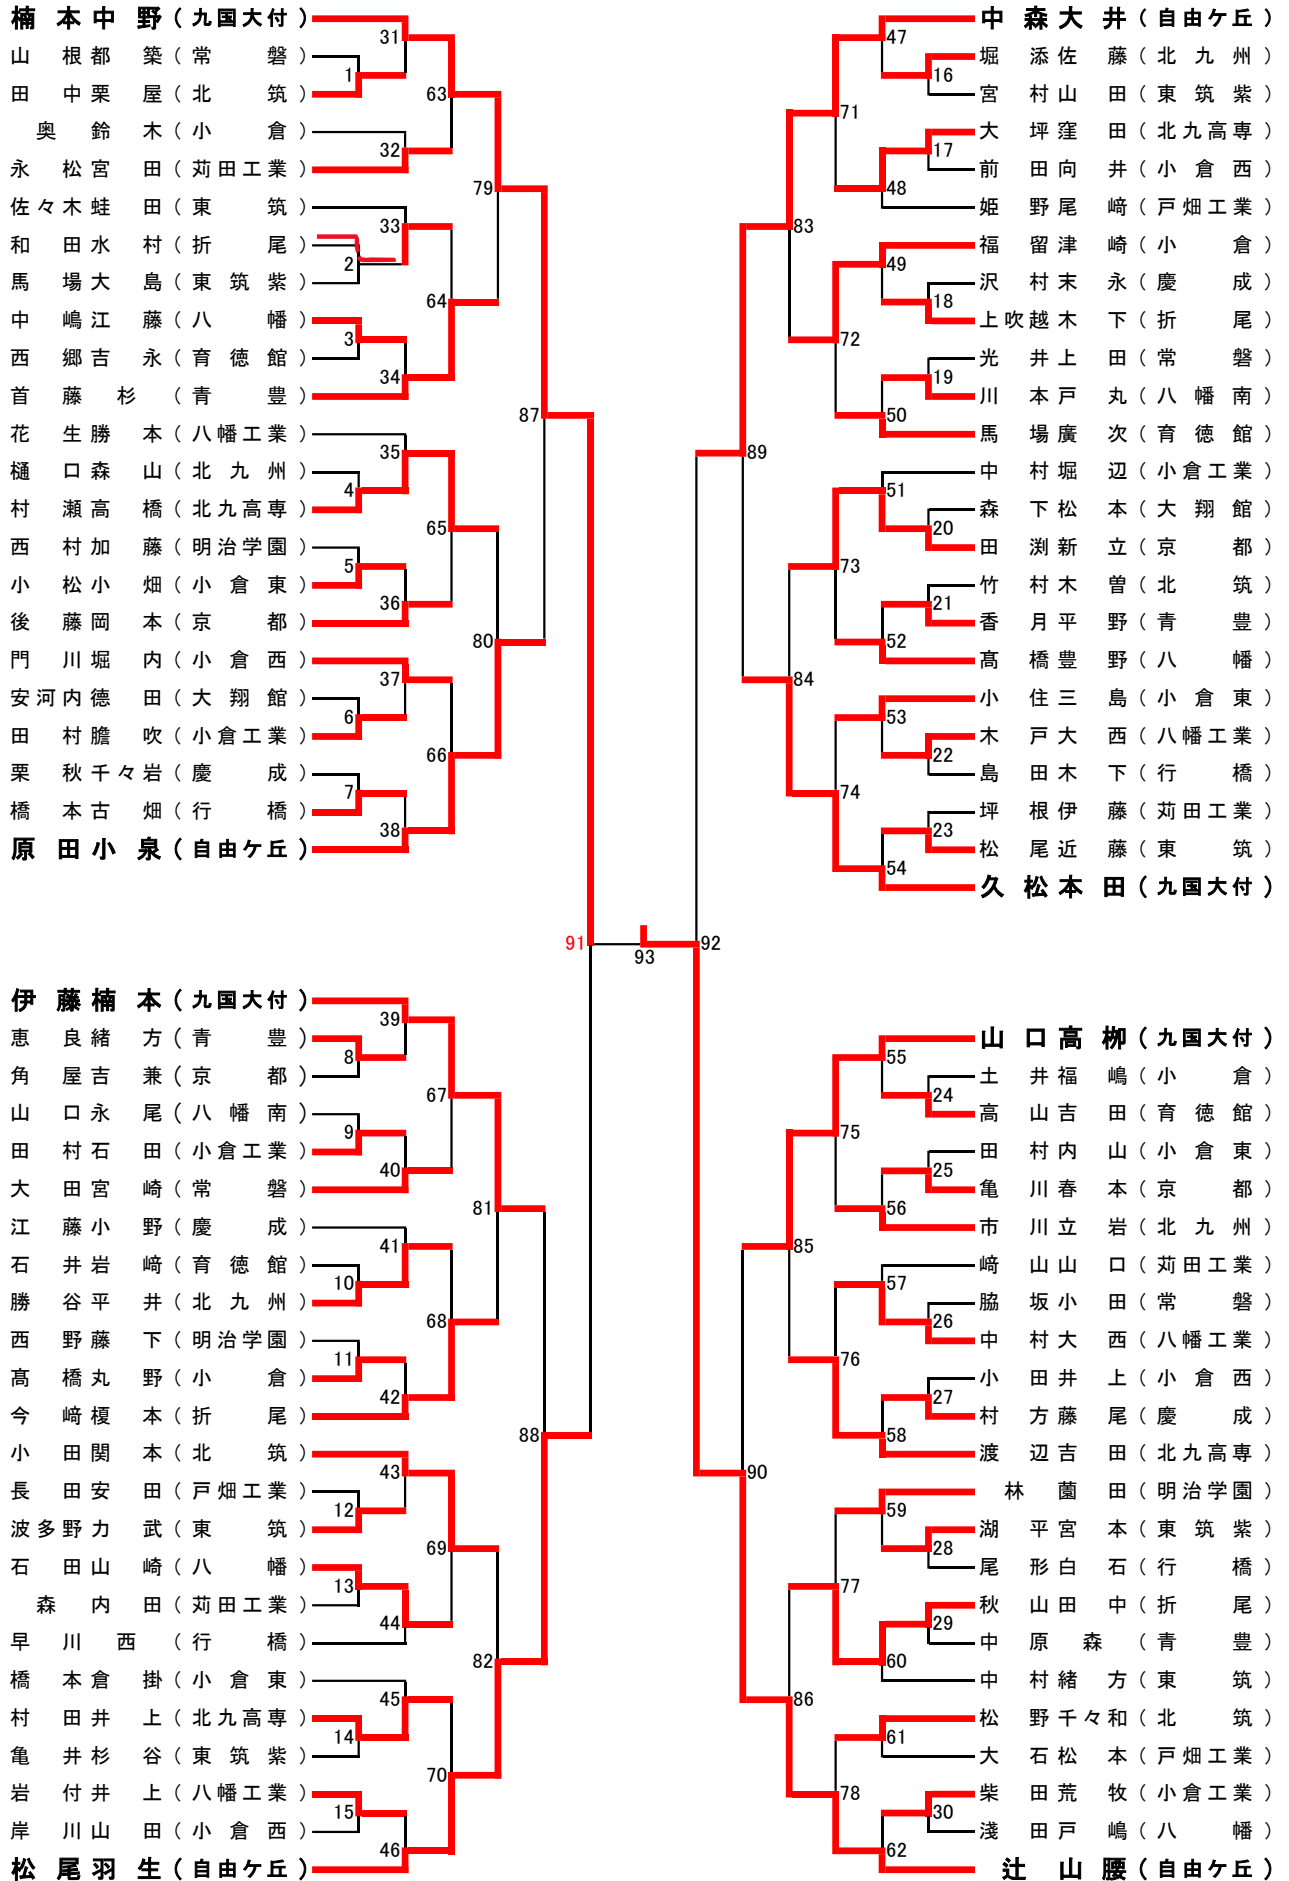 楠本中野（九国大付）
山根都築（常磐）
田中栗屋（北筑）
奥鈴木（小倉）
永松宮田（苅田工業）
佐々木蛙田（東筑）
和田水村（折尾）
馬場大島（東筑紫）
中嶋江藤（八幡）
西郷吉永（育徳館）
首藤杉（青豊）
花生勝本（八幡工業）
樋口森山（北九州）
村瀬高橋（北九高専）
西村加藤（明治学園）
小松小畑（小倉東）
後藤岡本（京都）
門川堀内（小倉西）
安河内德田（大翔館）
田村膽吹（小倉工業）
栗秋千々岩（慶成）
橋本古畑（行橋）
原田小泉（自由ケ丘）
31
1
63
32
79
33
2
64
3
34
87
35
4
65
5
36
80
37
6
66
7
38
中森大井（自由ケ丘）
堀添佐藤（北九州）
宮村山田（東筑紫）
大坪窪田（北九高専）
前田向井（小倉西）
姫野尾﨑（戸畑工業）
福留津崎（小倉）
沢村末永（慶成）
上吹越木下（折尾）
光井上田（常磐）
川本戸丸（八幡南）
馬場廣次（育徳館）
中村堀辺（小倉工業）
森下松本（大翔館）
田渕新立（京都）
竹村木曽（北筑）
香月平野（青豊）
髙橋豊野（八幡）
小住三島（小倉東）
木戸大西（八幡工業）
島田木下（行橋）
坪根伊藤（苅田工業）
松尾近藤（東筑）
久松本田（九国大付）
47
16
71
17
48
83
49
18
72
19
50
89
51
20
73
21
52
84
53
22
74
23
54
91
93
92
伊藤楠本（九国大付）
恵良緒方（青豊）
角屋吉兼（京都）
山口永尾（八幡南）
田村石田（小倉工業）
大田宮崎（常磐）
江藤小野（慶成）
石井岩﨑（育徳館）
勝谷平井（北九州）
西野藤下（明治学園）
髙橋丸野（小倉）
今﨑榎本（折尾）
小田関本（北筑）
長田安田（戸畑工業）
波多野力武（東筑）
石田山崎（八幡）
森内田（苅田工業）
早川西（行橋）
橋本倉掛（小倉東）
村田井上（北九高専）
亀井杉谷（東筑紫）
岩付井上（八幡工業）
岸川山田（小倉西）
松尾羽生（自由ケ丘）
39
8
67
9
40
81
41
10
68
11
42
88
43
12
69
13
44
82
45
14
70
15
46
山口高栁（九国大付）
土井福嶋（小倉）
高山吉田（育徳館）
田村内山（小倉東）
亀川春本（京都）
市川立岩（北九州）
﨑山山口（苅田工業）
脇坂小田（常磐）
中村大西（八幡工業）
小田井上（小倉西）
村方藤尾（慶成）
渡辺吉田（北九高専）
林薗田（明治学園）
湖平宮本（東筑紫）
尾形白石（行橋）
秋山田中（折尾）
中原森（青豊）
中村緒方（東筑）
松野千々和（北筑）
大石松本（戸畑工業）
柴田荒牧（小倉工業）
淺田戸嶋（八幡）
辻山腰（自由ケ丘）
55
24
75
25
56
85
57
26
76
27
58
90
59
28
77
29
60
86
61
78
30
62